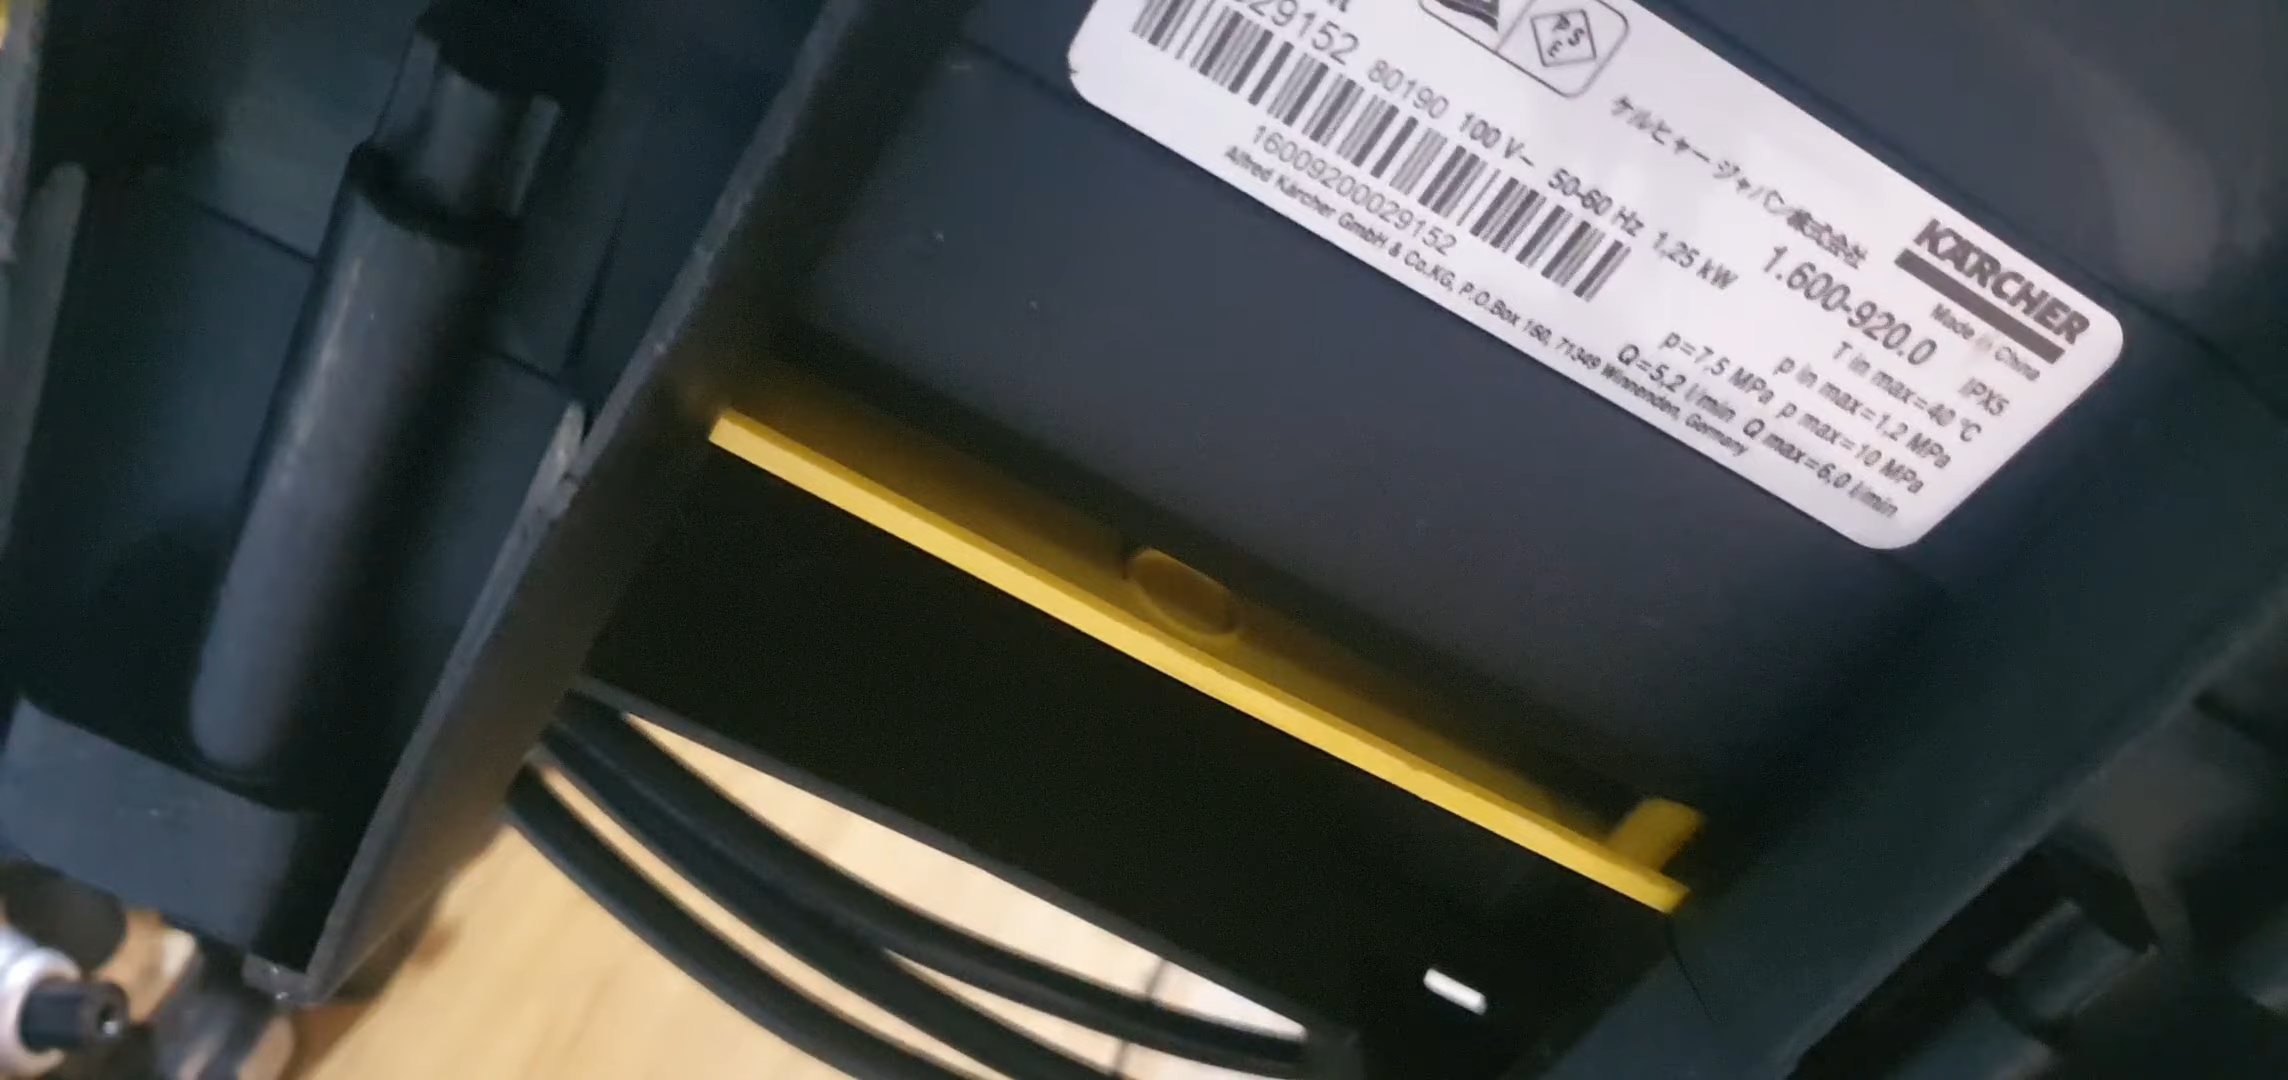 KÄRCHER
Made in China
ケルヒャー ジャパン株式会社
1.600-920.0 IPX5
T in max=40 °C
p in max=1,2 MPa
p=7,5 MPa p max=10 MPa
Q=5,2 l/min Q max=6,0 l/min
PS
E
29152 80190 100 V~ 50-60 Hz 1,25 kW
16009200029152
Alfred Kärcher GmbH & Co.KG, P.O.Box 160, 71349 Winnenden, Germany